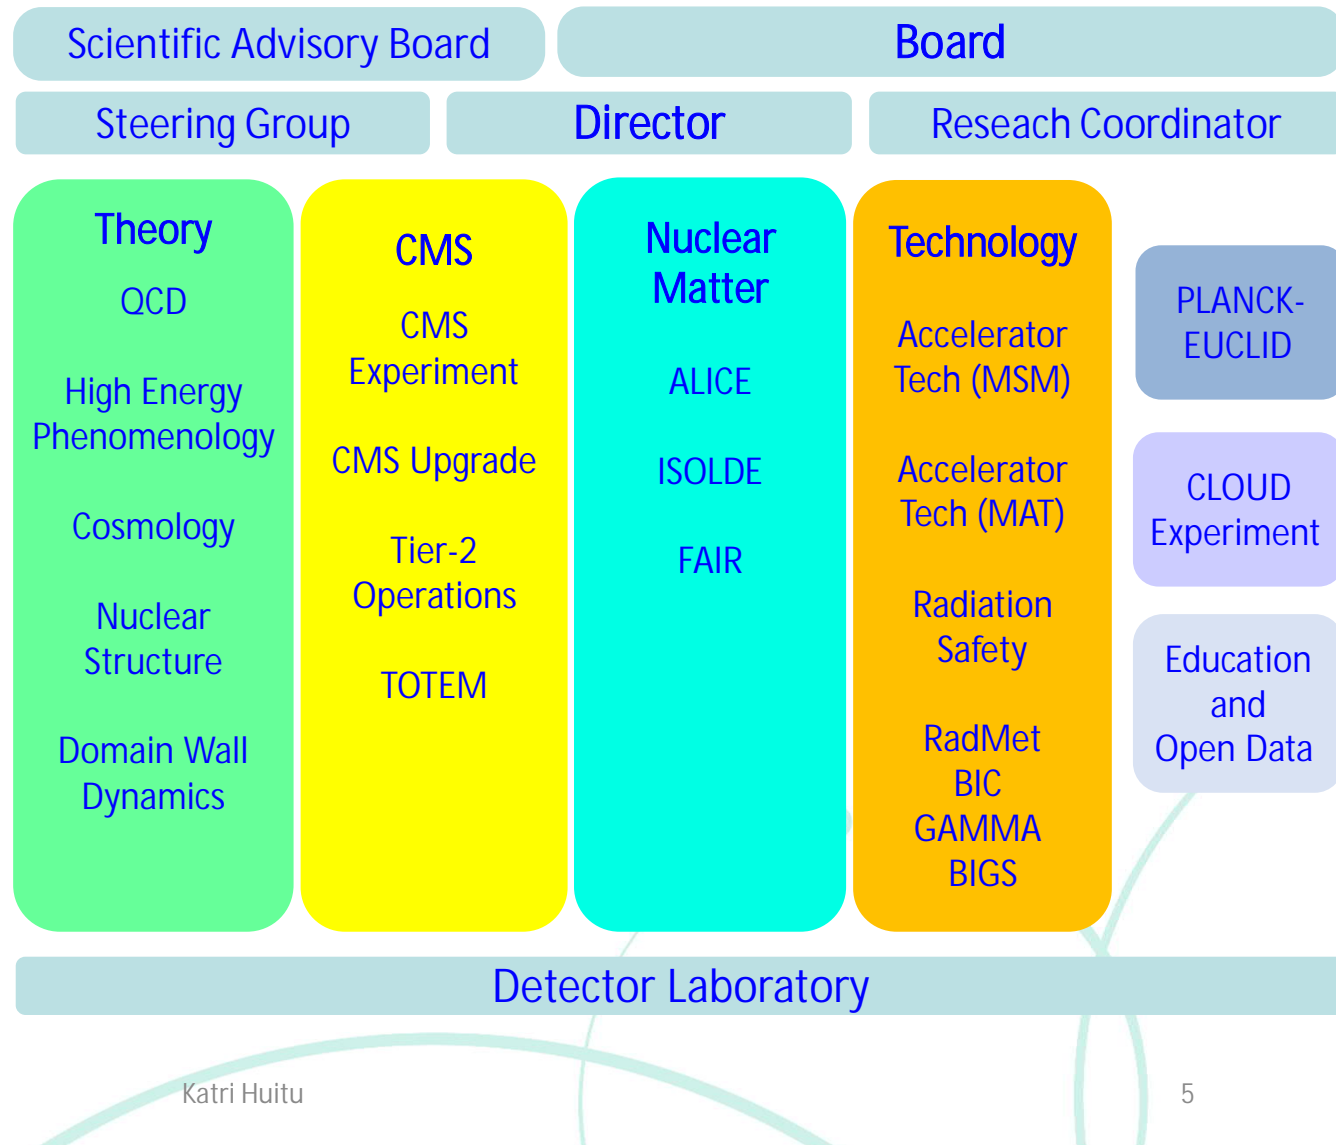 Scientific Advisory Board
Board
Steering Group
Director
Reseach Coordinator
Theory
QCD
High Energy
Phenomenology
Cosmology
Nuclear
Structure
Domain Wall
Dynamics
CMS
CMS
Experiment
CMS Upgrade
Tier-2
Operations
TOTEM
Nuclear
Matter
ALICE
ISOLDE
FAIR
Technology
Accelerator
Tech (MSM)
Accelerator
Tech (MAT)
Radiation
Safety
RadMet
BIC
GAMMA
BIGS
PLANCK-
EUCLID
CLOUD
Experiment
Education
and
Open Data
Detector Laboratory
Katri Huitu
5